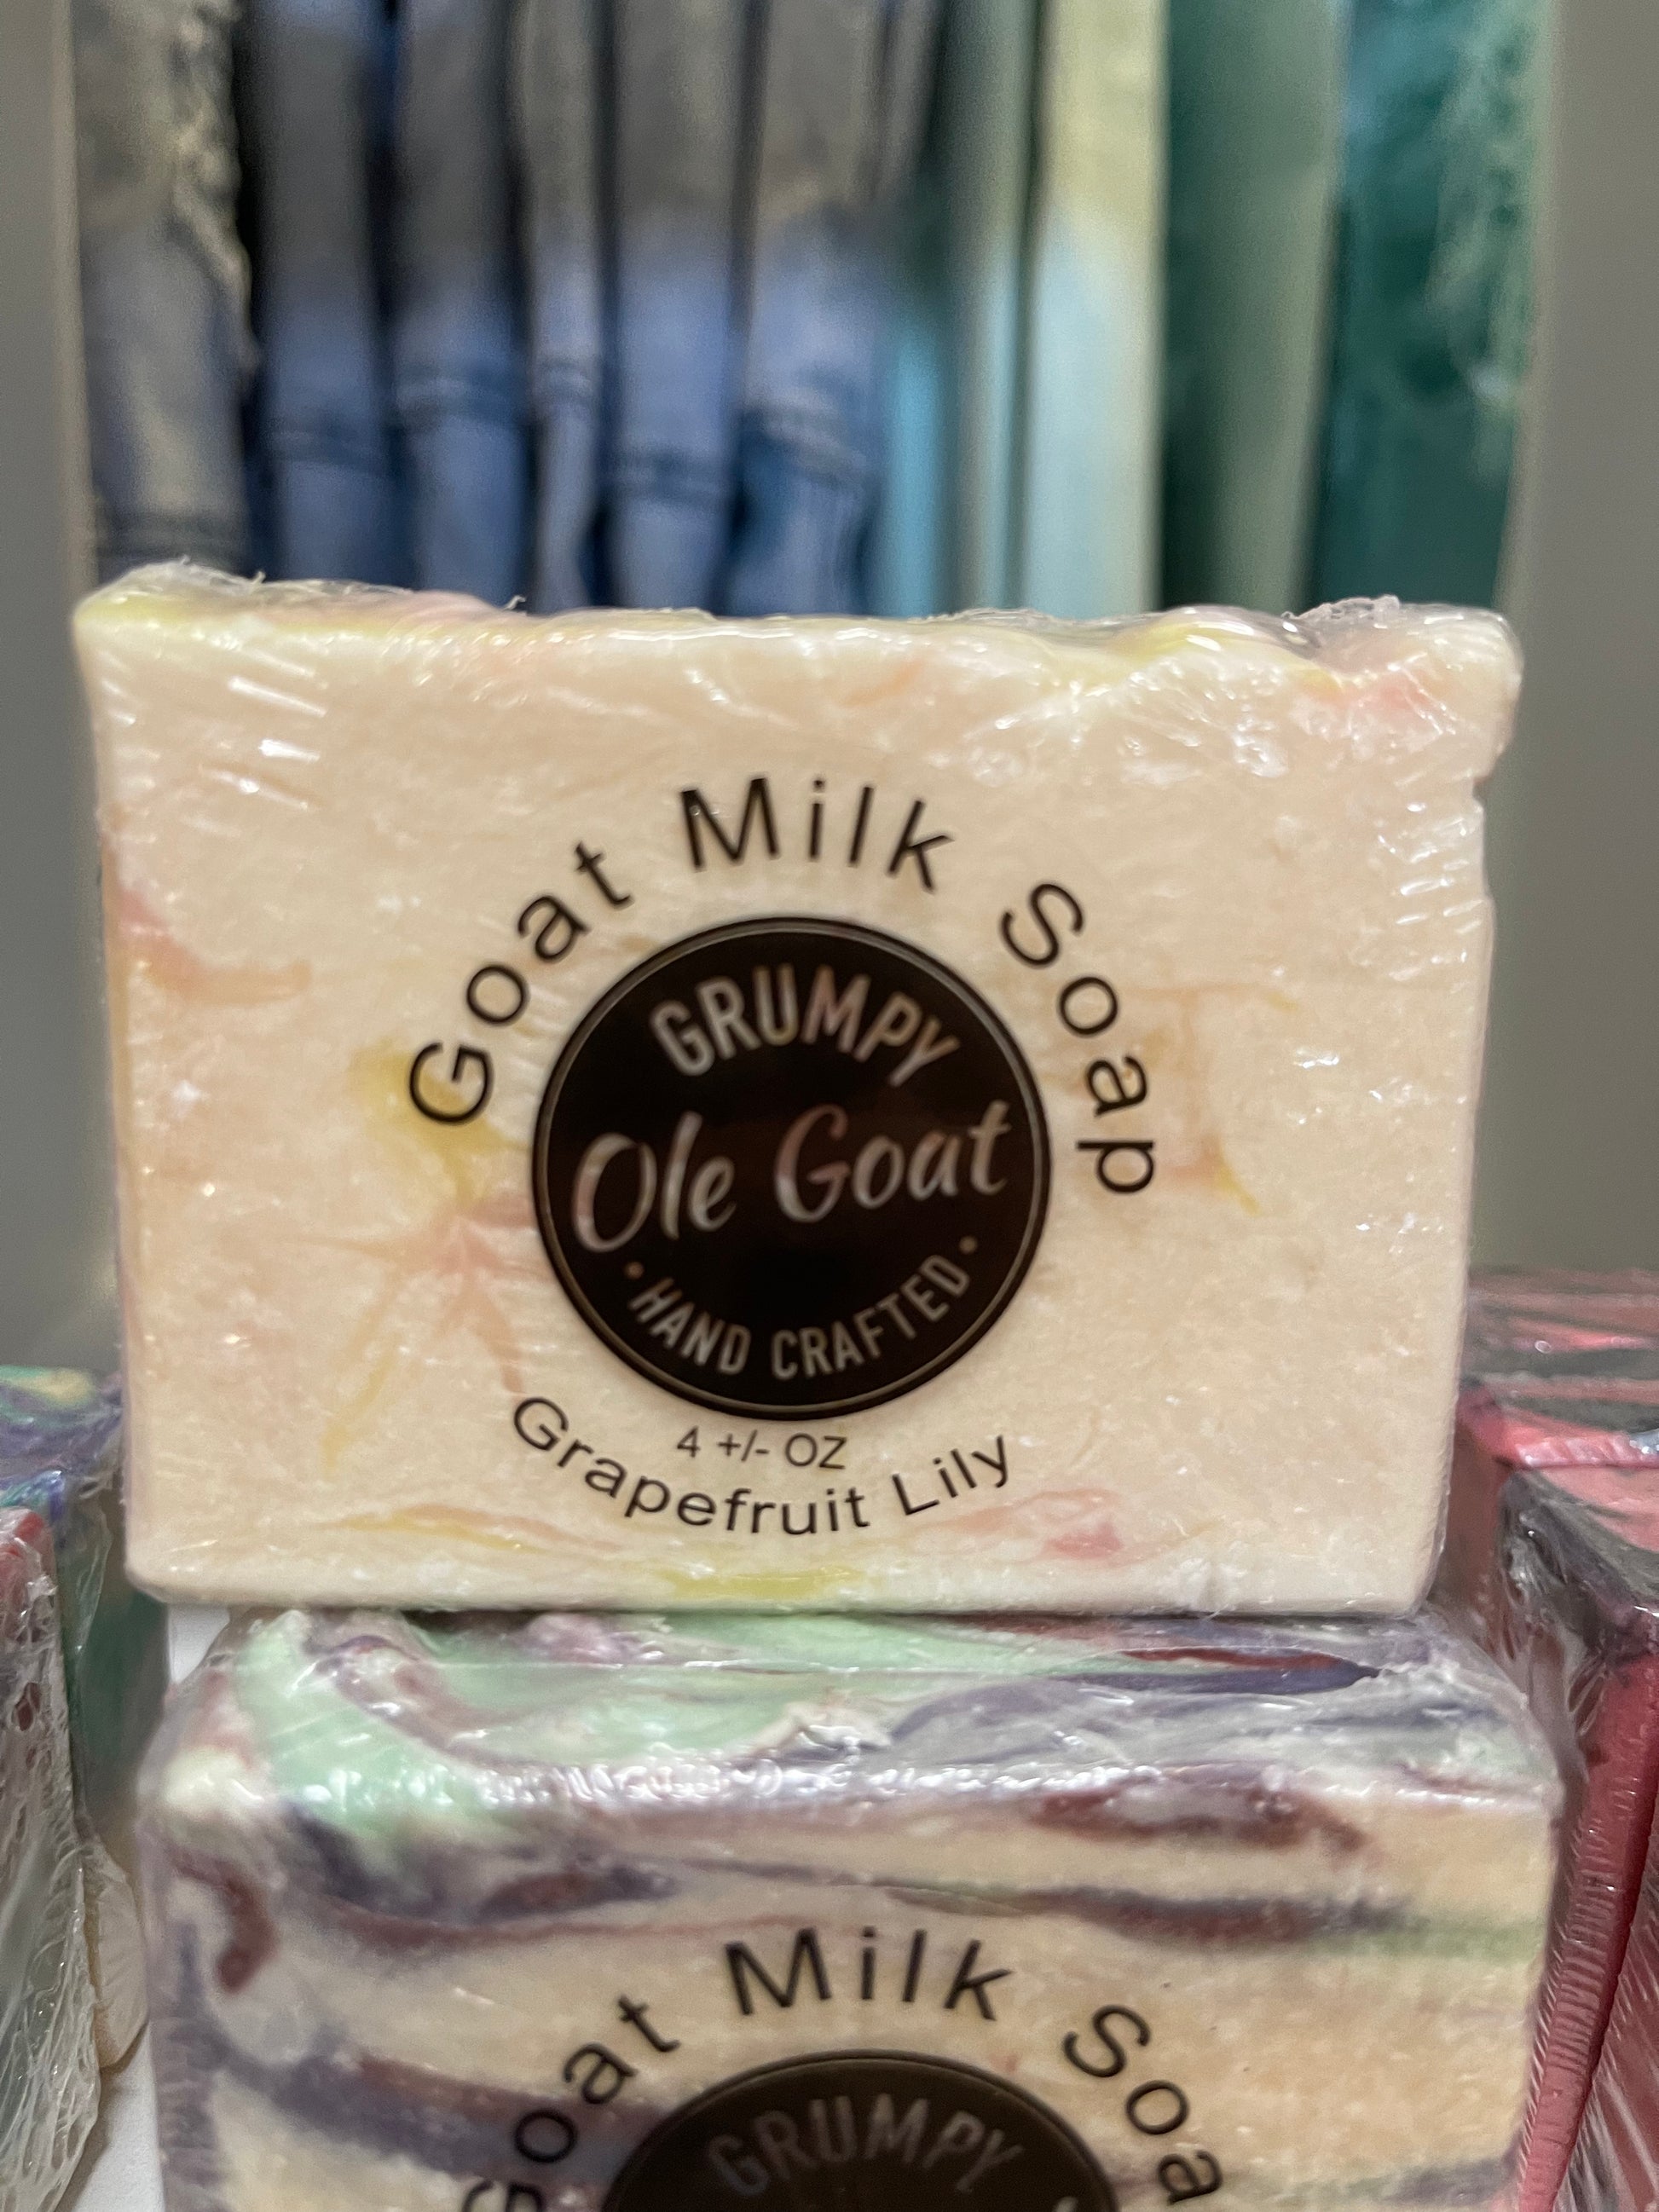 Goat Milk Soap
GRUMPY
Ole Goat
• HAND CRAFTED •
4 +/- OZ
Grapefruit Lily
Goat Milk Soa
GRUMPY